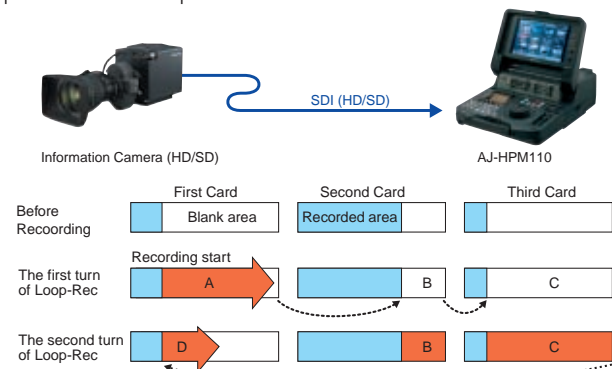 SDI (HD/SD)
Information Camera (HD/SD)
AJ-HPM110
First Card
Second Card
Third Card
Before
Recoording
Blank area
Recorded area
Recording start
The first turn
of Loop-Rec
A
B
C
The second turn
of Loop-Rec
D
B
C